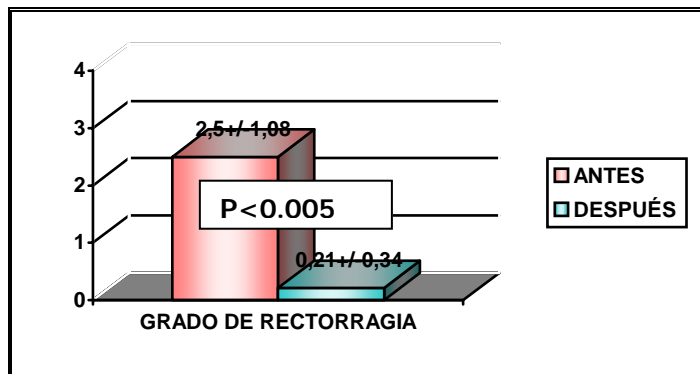 4
3
2
1
0
2,5+/-1,08
P<0.005
0,21+/-0,34
GRADO DE RECTORRAGIA
ANTES
DESPUÉS